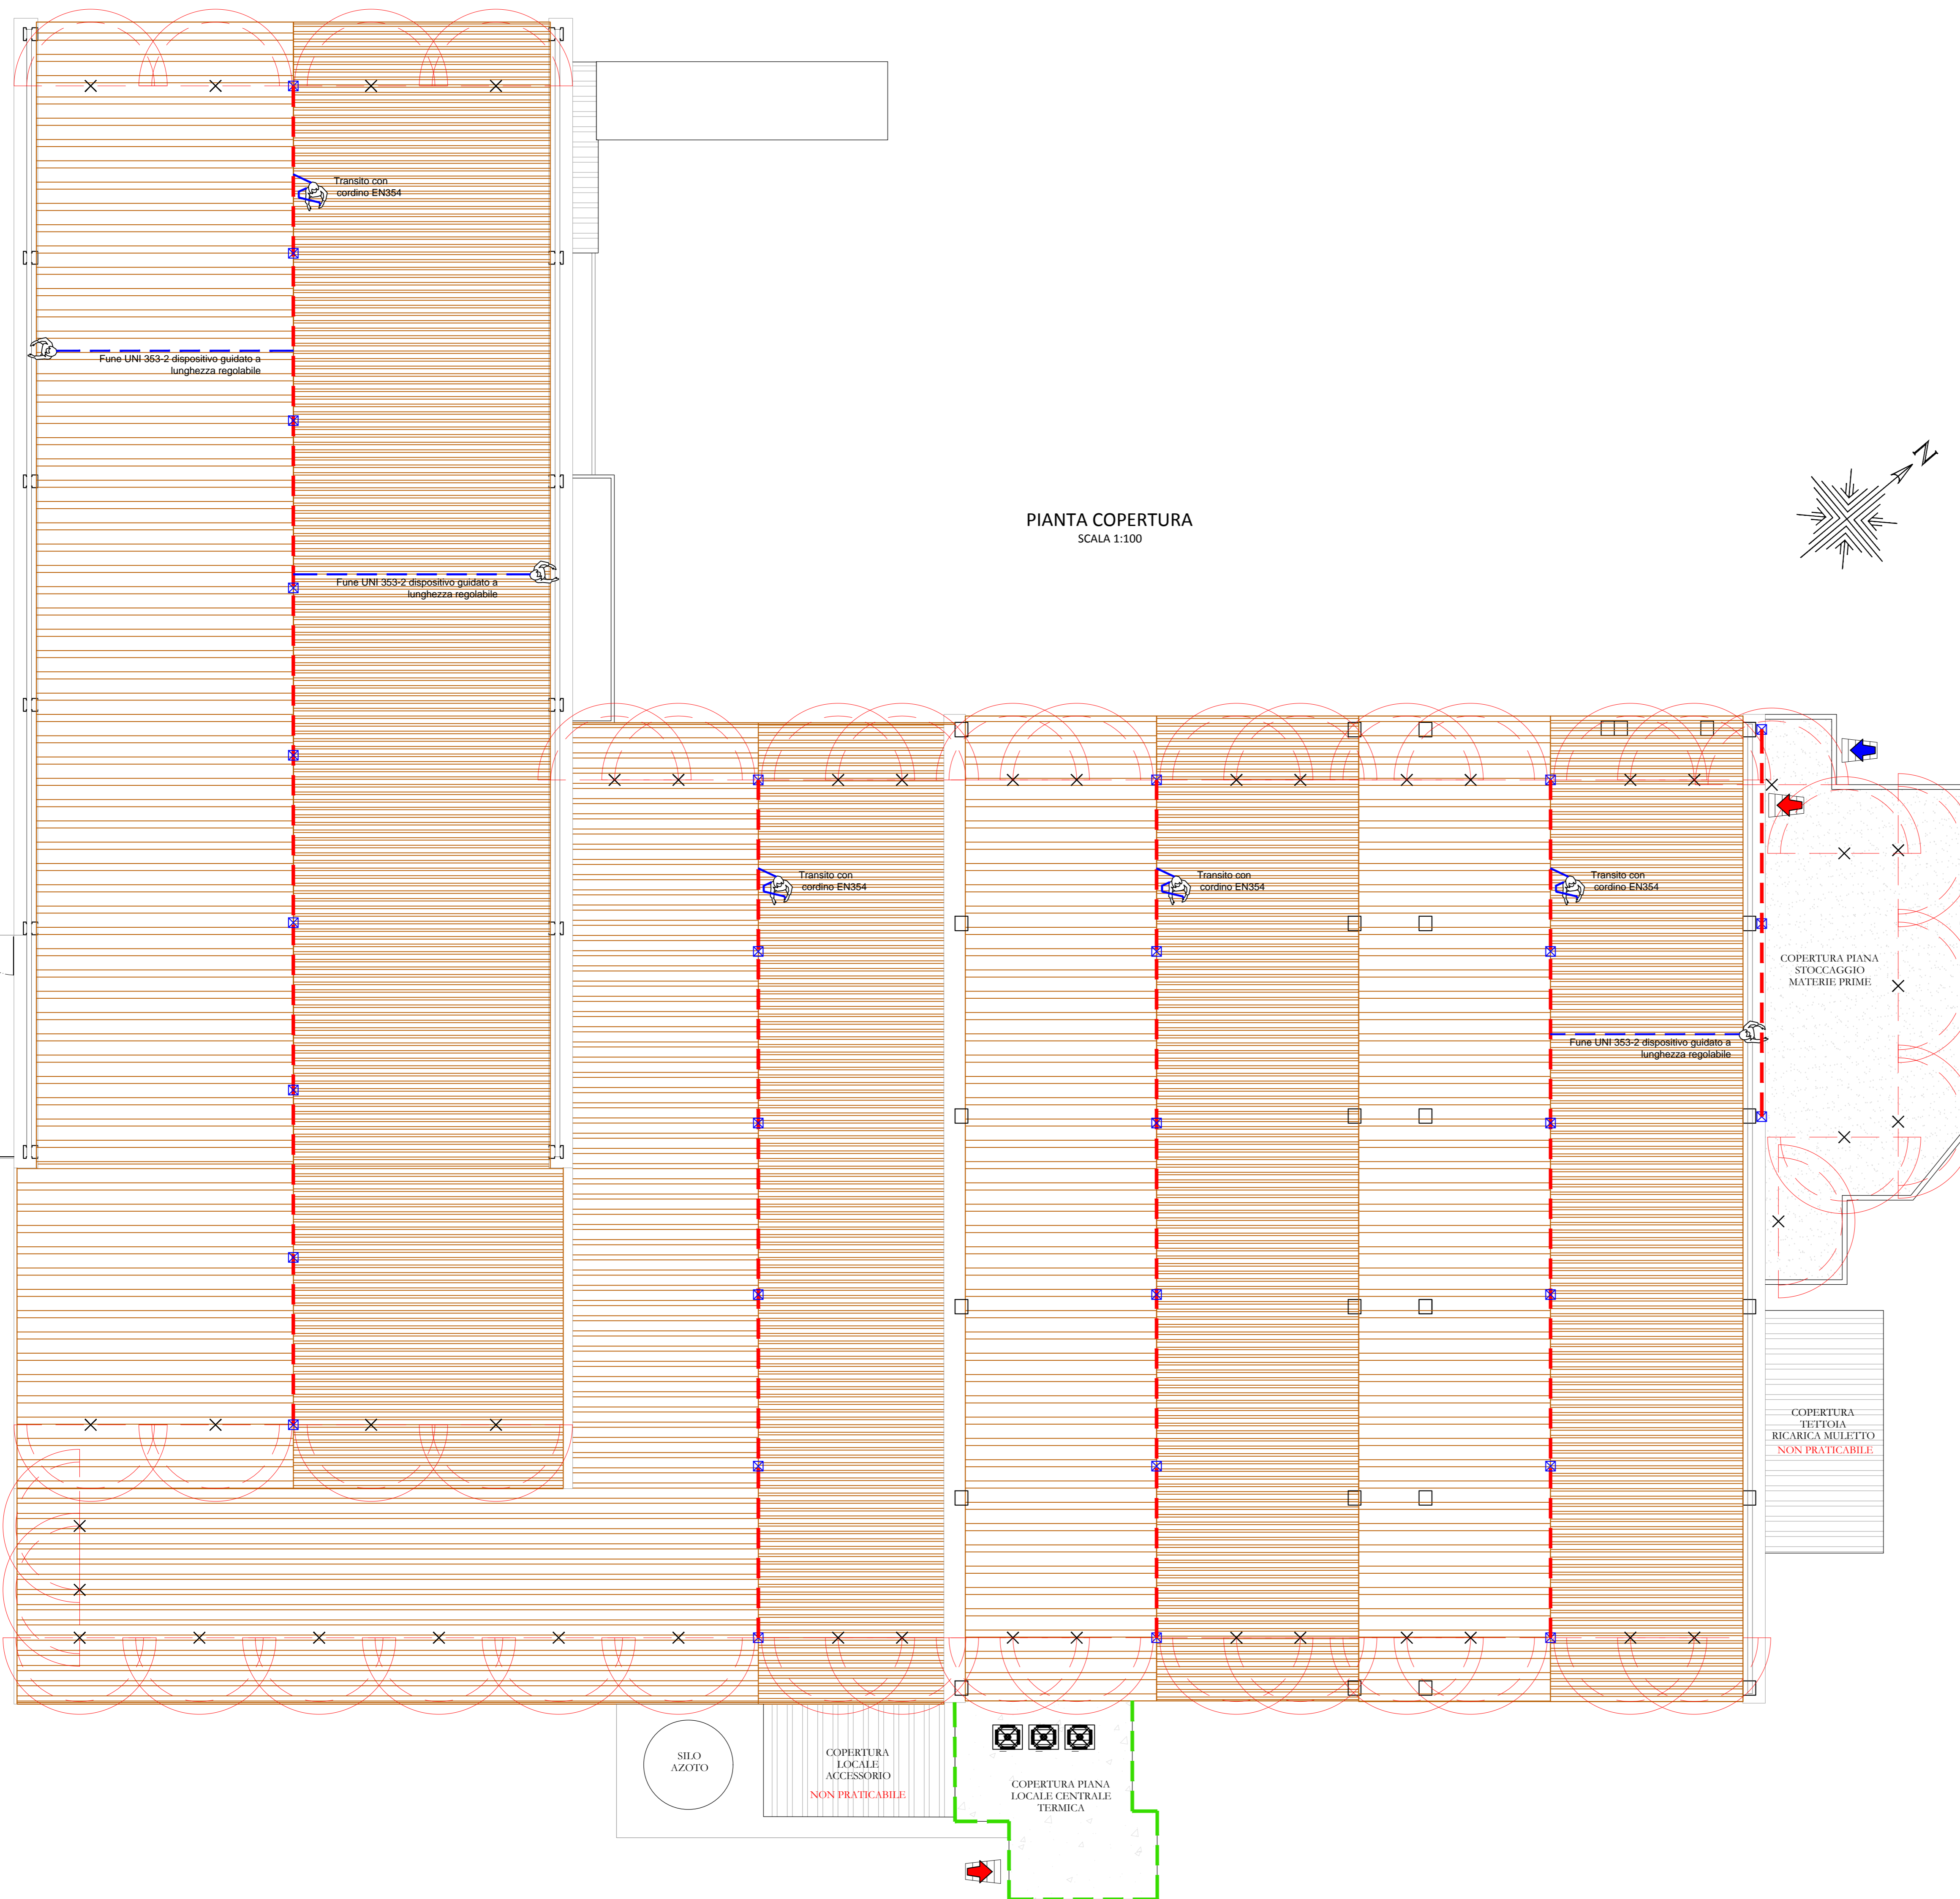 Transito con
cordino EN354
Fune UNI 353-2 dispositivo guidato a
lunghezza regolabile
PIANTA COPERTURA
SCALA 1:100
N
Fune UNI 353-2 dispositivo guidato a
lunghezza regolabile
Transito con
cordino EN354
Transito con
cordino EN354
Transito con
cordino EN354
COPERTURA PIANA
STOCCAGGIO
MATERIE PRIME
Fune UNI 353-2 dispositivo guidato a
lunghezza regolabile
COPERTURA
TETTOIA
RICARICA MULETTO
NON PRATICABILE
SILO
AZOTO
COPERTURA
LOCALE
ACCESSORIO
NON PRATICABILE
COPERTURA PIANA
LOCALE CENTRALE
TERMICA